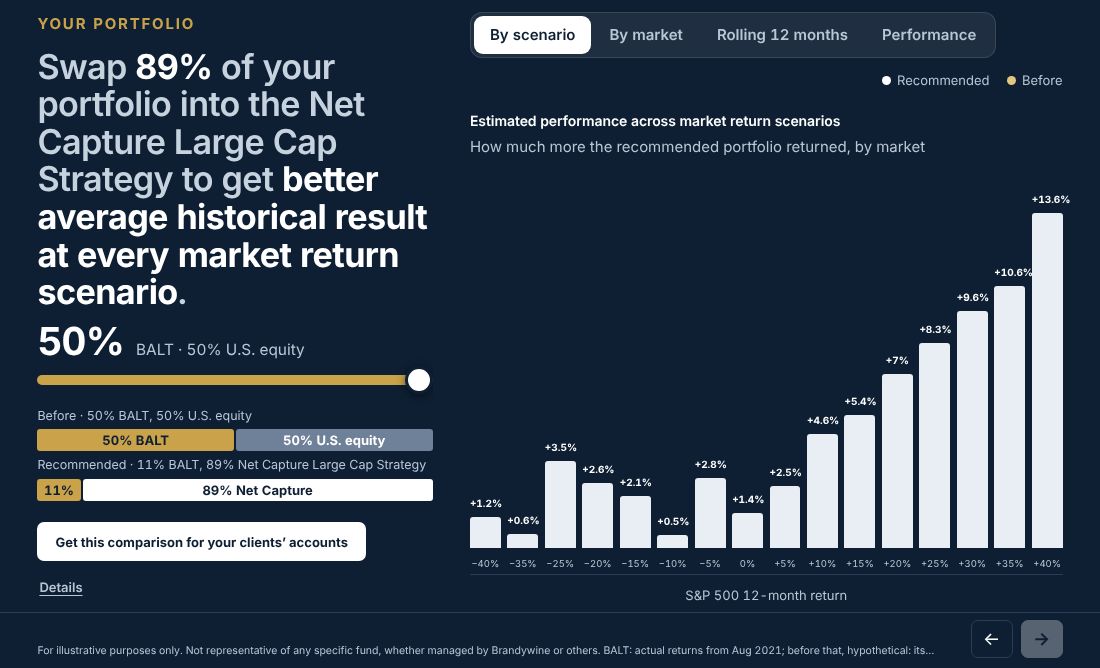 YOUR PORTFOLIO
Swap 89% of your
portfolio into the Net
Capture Large Cap
Strategy to get better
average historical result
at every market return
scenario.
50% BALT · 50% U.S. equity
Before · 50% BALT, 50% U.S. equity
50% BALT 50% U.S. equity
Recommended · 11% BALT, 89% Net Capture Large Cap Strategy
11% 89% Net Capture
Get this comparison for your clients’ accounts
Details
By scenario By market Rolling 12 months Performance
Recommended Before
Estimated performance across market return scenarios
How much more the recommended portfolio returned, by market
+1.2% +0.6% +3.5% +2.6% +2.1% +0.5% +2.8% +1.4% +2.5% +4.6% +5.4% +7% +8.3% +9.6% +10.6% +13.6%
−40% −35% −25% −20% −15% −10% −5% 0% +5% +10% +15% +20% +25% +30% +35% +40%
S&P 500 12-month return
For illustrative purposes only. Not representative of any specific fund, whether managed by Brandywine or others. BALT: actual returns from Aug 2021; before that, hypothetical: its…
← →